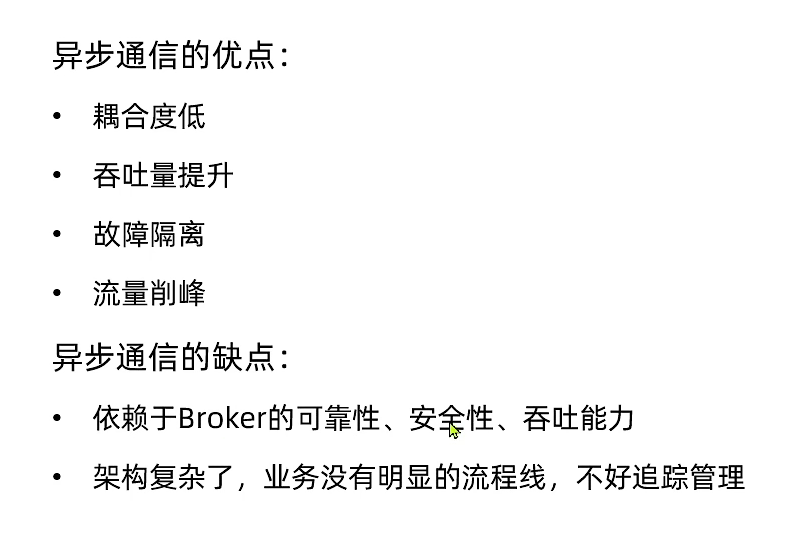 异步通信的优点：
• 耦合度低
• 吞吐量提升
• 故障隔离
• 流量削峰
异步通信的缺点：
• 依赖于Broker的可靠性、安全性、吞吐能力
• 架构复杂了，业务没有明显的流程线，不好追踪管理